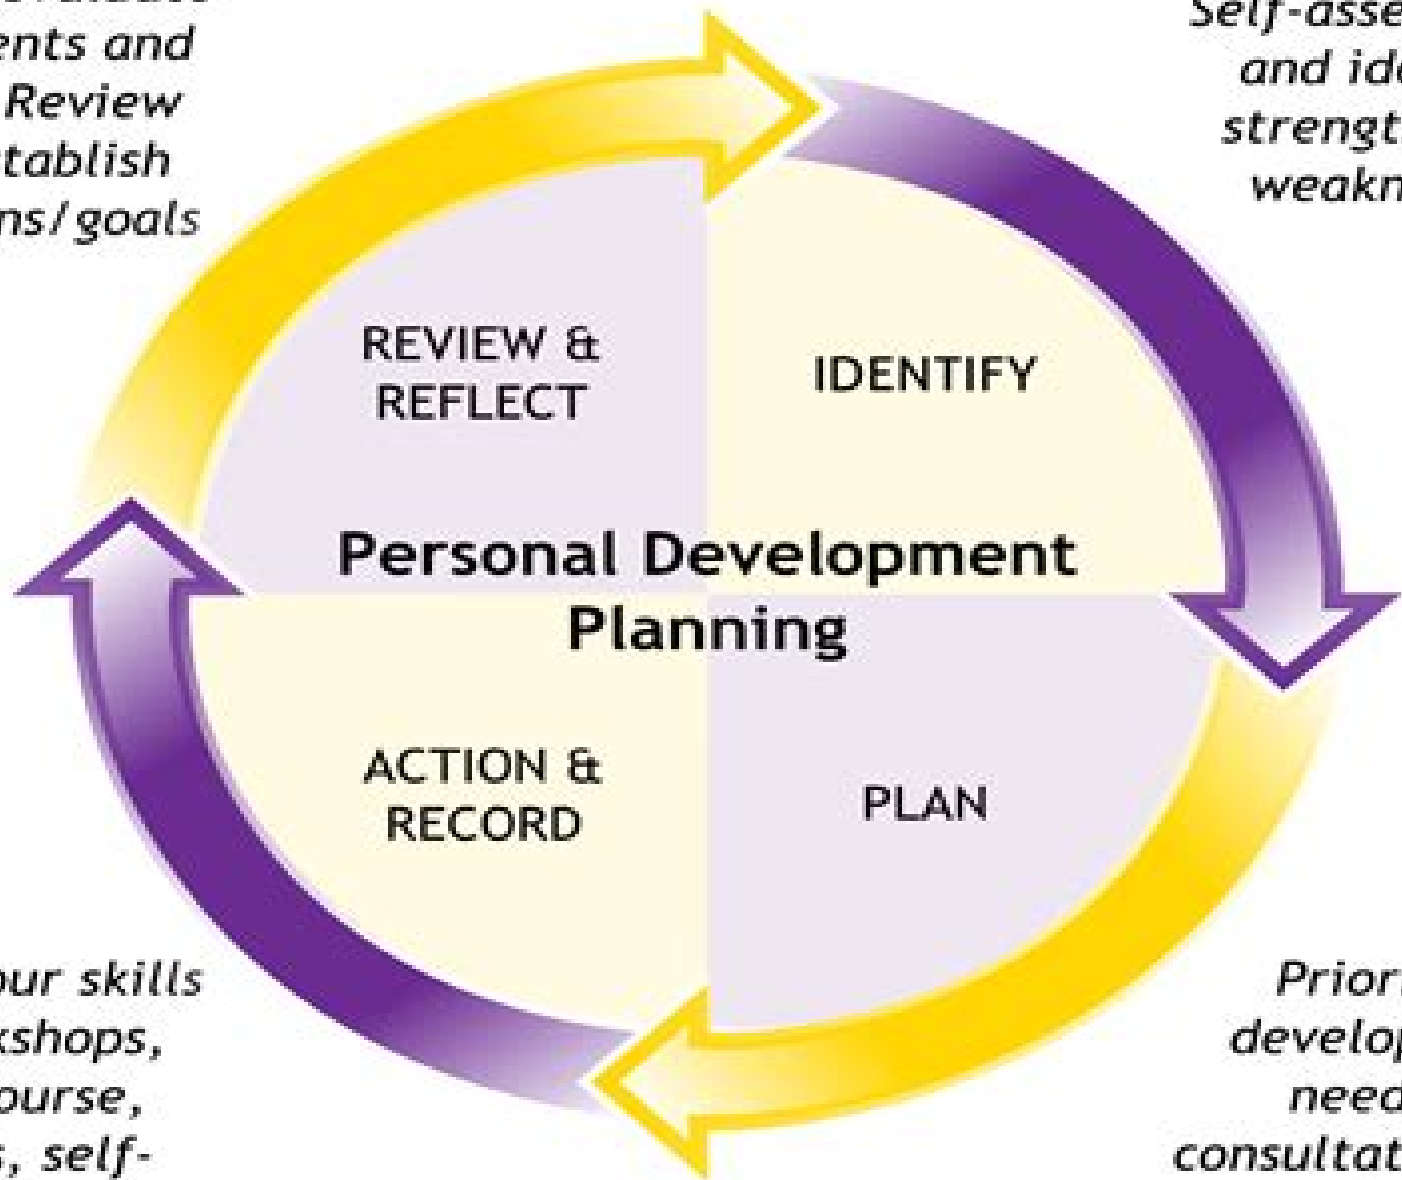 ents and
Review
tablish
ns/goals
Self-asse
and ide
strengt
weakn
REVIEW &
REFLECT
IDENTIFY
Personal Development
Planning
ACTION &
RECORD
PLAN
our skills
kshops,
ourse,
s, self-
Prior
develop
need
consultat